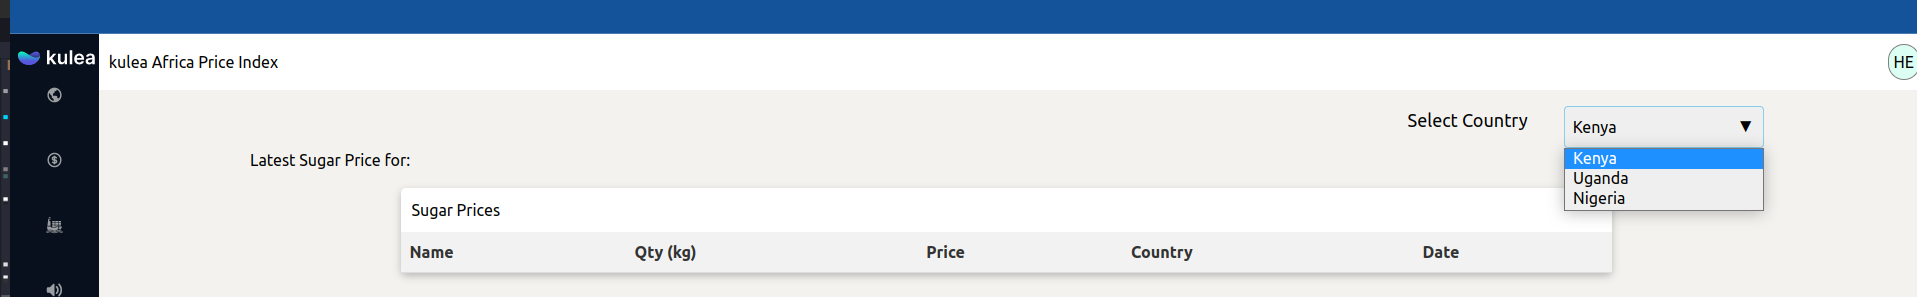 kulea
kulea Africa Price Index
HE
Select Country
Kenya
Kenya
Uganda
Nigeria
Latest Sugar Price for:
Sugar Prices
Name Qty (kg) Price Country Date